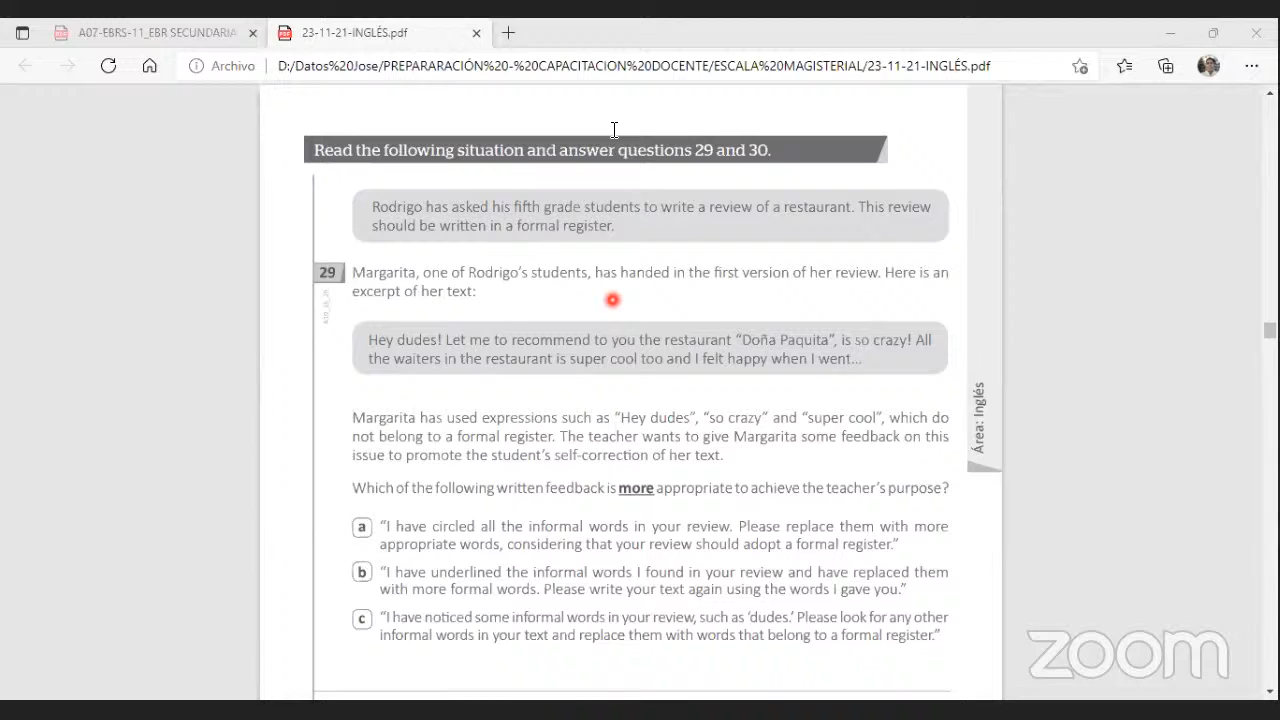 A07-EBRS-11_EBR SECUNDARIA
23-11-21-INGLÉS.pdf
Archivo
D:/Datos%20Jose/PREPARARACIÓN%20-%20CAPACITACION%20DOCENTE/ESCALA%20MAGISTERIAL/23-11-21-INGLÉS.pdf
Read the following situation and answer questions 29 and 30.
Rodrigo has asked his fifth grade students to write a review of a restaurant. This review
should be written in a formal register.
29
Margarita, one of Rodrigo's students, has handed in the first version of her review. Here is an
excerpt of her text:
Hey dudes! Let me to recommend to you the restaurant “Doña Paquita”, is so crazy! All
the waiters in the restaurant is super cool too and I felt happy when I went...
Margarita has used expressions such as “Hey dudes”, “so crazy” and “super cool”, which do
not belong to a formal register. The teacher wants to give Margarita some feedback on this
issue to promote the student's self-correction of her text.
Which of the following written feedback is more appropriate to achieve the teacher's purpose?
a “I have circled all the informal words in your review. Please replace them with more
appropriate words, considering that your review should adopt a formal register.”
b “I have underlined the informal words I found in your review and have replaced them
with more formal words. Please write your text again using the words I gave you.”
c “I have noticed some informal words in your review, such as ‘dudes.’ Please look for any other
informal words in your text and replace them with words that belong to a formal register.”
Área: Inglés
zoom